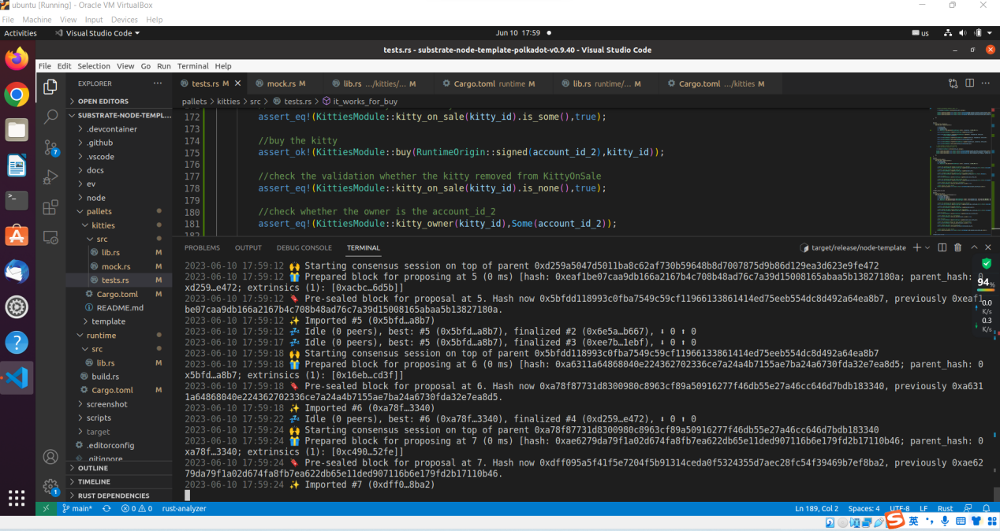 ubuntu [Running] - Oracle VM VirtualBox
File Machine View Input Devices Help
Activities Visual Studio Code Jun 10 17:59 us
tests.rs - substrate-node-template-polkadot-v0.9.40 - Visual Studio Code
File Edit Selection View Go Run Terminal Help
EXPLORER
OPEN EDITORS
SUBSTRATE-NODE-TEMPL...
.devcontainer
.github
.vscode
docs
ev
node
pallets
kitties
src
lib.rs M
mock.rs M
tests.rs M
Cargo.toml M
README.md
template
runtime
src
lib.rs M
build.rs
Cargo.toml M
screenshot
scripts
target
.editorconfig
.gitignore
OUTLINE
TIMELINE
RUST DEPENDENCIES
7
1
tests.rs M mock.rs M lib.rs .../kitties/... M Cargo.toml runtime M lib.rs runtime/... M Cargo.toml .../kitties M
pallets > kitties > src > tests.rs > it_works_for_buy
172 assert_eq!(KittiesModule::kitty_on_sale(kitty_id).is_some(),true);
173
174 //buy the kitty
175 assert_ok!(KittiesModule::buy(RuntimeOrigin::signed(account_id_2),kitty_id));
176
177 //check the validation whether the kitty removed from KittyOnSale
178 assert_eq!(KittiesModule::kitty_on_sale(kitty_id).is_none(),true);
179
180 //check whether the owner is the account_id_2
181 assert_eq!(KittiesModule::kitty_owner(kitty_id),Some(account_id_2));
182
PROBLEMS OUTPUT DEBUG CONSOLE TERMINAL target/release/node-template
2023-06-10 17:59:12 🙌 Starting consensus session on top of parent 0xd259a5047d5011ba8c62af730b59648b8d7007875d9b86d129ea3d623e9fe472
2023-06-10 17:59:12 🎁 Prepared block for proposing at 5 (0 ms) [hash: 0xeaf1be07caa9db166a2167b4c708b48ad76c7a39d15008165abaa5b13827180a; parent_hash: 0
xd259…e472; extrinsics (1): [0xacbc…6d5b]]
2023-06-10 17:59:12 🔖 Pre-sealed block for proposal at 5. Hash now 0x5bfdd118993c0fba7549c59cf11966133861414ed75eeb554dc8d492a64ea8b7, previously 0xeaf1
be07caa9db166a2167b4c708b48ad76c7a39d15008165abaa5b13827180a.
2023-06-10 17:59:12 ✨ Imported #5 (0x5bfd…a8b7)
2023-06-10 17:59:12 💤 Idle (0 peers), best: #5 (0x5bfd…a8b7), finalized #2 (0x6e5a…b667), ⬇ 0 ⬆ 0
2023-06-10 17:59:17 💤 Idle (0 peers), best: #5 (0x5bfd…a8b7), finalized #3 (0xee7b…1ebf), ⬇ 0 ⬆ 0
2023-06-10 17:59:18 🙌 Starting consensus session on top of parent 0x5bfdd118993c0fba7549c59cf11966133861414ed75eeb554dc8d492a64ea8b7
2023-06-10 17:59:18 🎁 Prepared block for proposing at 6 (0 ms) [hash: 0xa6311a64868040e224362702336ce7a24a4b7155ae7ba24a6730fda32e7ea8d5; parent_hash: 0
x5bfd…a8b7; extrinsics (1): [0x16eb…cd3f]]
2023-06-10 17:59:18 🔖 Pre-sealed block for proposal at 6. Hash now 0xa78f87731d8300980c8963cf89a50916277f46db55e27a46cc646d7bdb183340, previously 0xa631
1a64868040e224362702336ce7a24a4b7155ae7ba24a6730fda32e7ea8d5.
2023-06-10 17:59:18 ✨ Imported #6 (0xa78f…3340)
2023-06-10 17:59:22 💤 Idle (0 peers), best: #6 (0xa78f…3340), finalized #4 (0xd259…e472), ⬇ 0 ⬆ 0
2023-06-10 17:59:24 🙌 Starting consensus session on top of parent 0xa78f87731d8300980c8963cf89a50916277f46db55e27a46cc646d7bdb183340
2023-06-10 17:59:24 🎁 Prepared block for proposing at 7 (0 ms) [hash: 0xae6279da79f1a02d674fa8fb7ea622db65e11ded907116b6e179fd2b17110b46; parent_hash: 0
xa78f…3340; extrinsics (1): [0xc490…52fe]]
2023-06-10 17:59:24 🔖 Pre-sealed block for proposal at 7. Hash now 0xdff095a5f41f5e7204f5b91314ceda0f5324355d7aec28fc54f39469b7ef8ba2, previously 0xae62
79da79f1a02d674fa8fb7ea622db65e11ded907116b6e179fd2b17110b46.
2023-06-10 17:59:24 ✨ Imported #7 (0xdff0…8ba2)
94%
0.0
K/s
0.3
K/s
main* 0 0 rust-analyzer Ln 189, Col 2 Spaces: 4 UTF-8 LF Rust
英